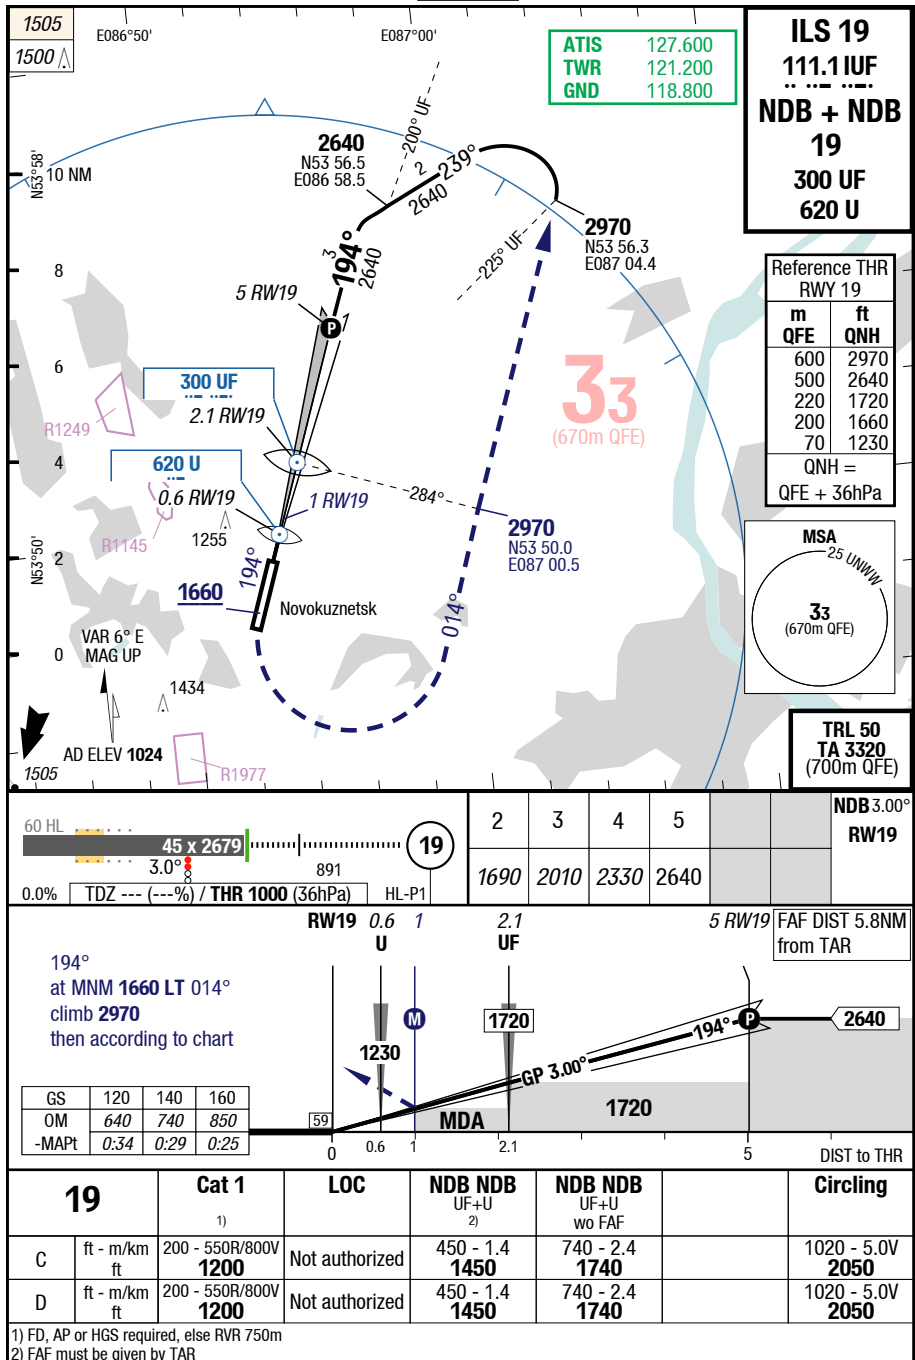 1505
1500
E086°50'
E087°00'
ATIS 127.600
TWR 121.200
GND 118.800
ILS 19
111.1 IUF
NDB + NDB
19
300 UF
620 U
N53°58'
10 NM
8
6
4
2
0
N53°50'
2640
N53 56.5
E086 58.5
200° UF
2
239°
2640
2970
N53 56.3
E087 04.4
225° UF
3
194°
2640
5 RW19
P
300 UF
2.1 RW19
R1249
620 U
0.6 RW19
1 RW19
R1145
1255
284°
2970
N53 50.0
E087 00.5
33
(670m QFE)
194°
1660
Novokuznetsk
014°
VAR 6° E
MAG UP
1434
AD ELEV 1024
1505
R1977
Reference THR
RWY 19
m ft
QFE QNH
600 2970
500 2640
220 1720
200 1660
70 1230
QNH =
QFE + 36hPa
MSA
25 UNWW
33
(670m QFE)
TRL 50
TA 3320
(700m QFE)
60 HL
45 x 2679
19
3.0°
891
0.0%
TDZ --- (---%) / THR 1000 (36hPa)
HL-P1
2 3 4 5
NDB 3.00°
RW19
1690 2010 2330 2640
RW19 0.6 1 2.1 5 RW19
U UF
FAF DIST 5.8NM
from TAR
194°
at MNM 1660 LT 014°
climb 2970
then according to chart
M
1720
1230
GP 3.00°
194°
P
2640
MDA
1720
59
0 0.6 1 2.1 5 DIST to THR
GS 120 140 160
OM 640 740 850
-MAPt 0:34 0:29 0:25
19 Cat 1 LOC NDB NDB NDB NDB Circling
UF+U UF+U
1) 2) wo FAF
C ft - m/km 200 - 550R/800V Not authorized 450 - 1.4 740 - 2.4 1020 - 5.0V
ft 1200 1450 1740 2050
D ft - m/km 200 - 550R/800V Not authorized 450 - 1.4 740 - 2.4 1020 - 5.0V
ft 1200 1450 1740 2050
1) FD, AP or HGS required, else RVR 750m
2) FAF must be given by TAR